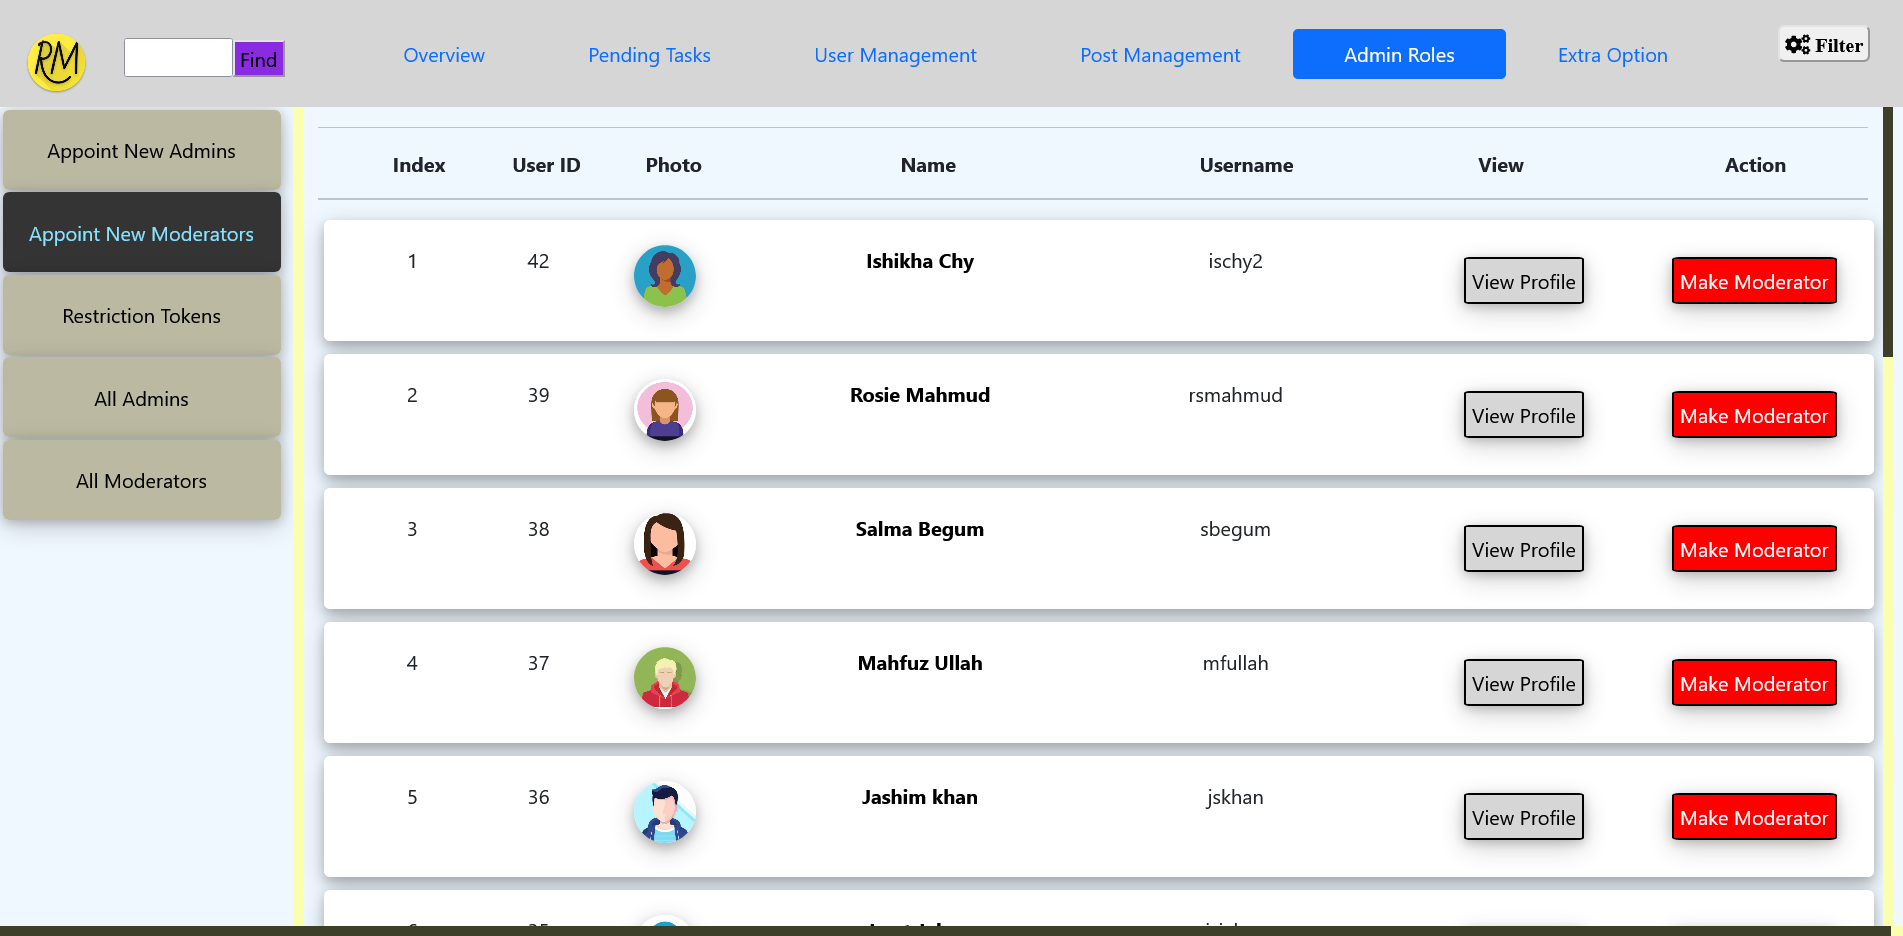 RM
Find
Overview
Pending Tasks
User Management
Post Management
Admin Roles
Extra Option
Filter
Appoint New Admins
Appoint New Moderators
Restriction Tokens
All Admins
All Moderators
Index User ID Photo Name Username View Action
1 42 Ishikha Chy ischy2 View Profile Make Moderator
2 39 Rosie Mahmud rsmahmud View Profile Make Moderator
3 38 Salma Begum sbegum View Profile Make Moderator
4 37 Mahfuz Ullah mfullah View Profile Make Moderator
5 36 Jashim khan jskhan View Profile Make Moderator